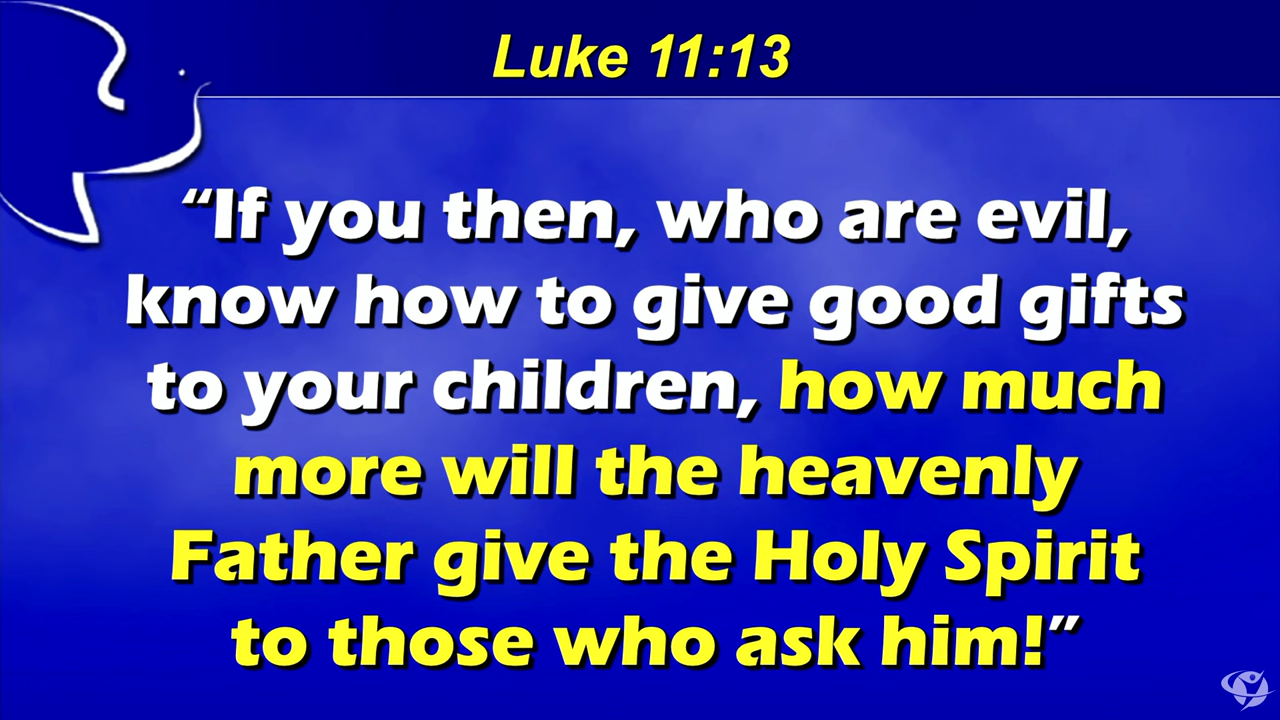 Luke 11:13
“If you then, who are evil,
know how to give good gifts
to your children, how much
more will the heavenly
Father give the Holy Spirit
to those who ask him!”